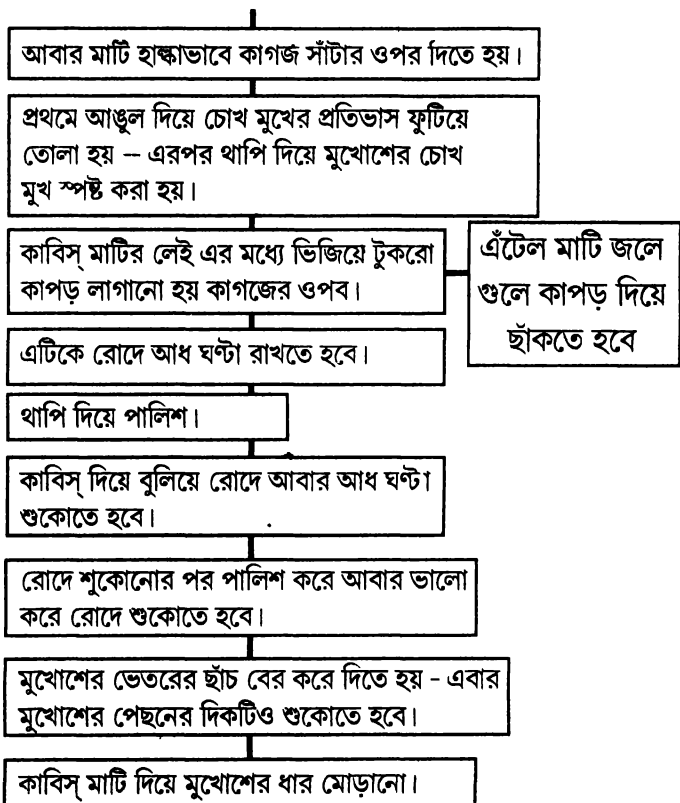 আবার মাটি হাল্কাভাবে কাগজ সাঁটার ওপর দিতে হয়।
প্রথমে আঙুল দিয়ে চোখ মুখের প্রতিভাস ফুটিয়ে
তোলা হয় – এরপর থাপি দিয়ে মুখোশের চোখ
মুখ স্পষ্ট করা হয়।
কাবিস্ মাটির লেই এর মধ্যে ভিজিয়ে টুকরো
কাপড় লাগানো হয় কাগজের ওপব।
এঁটেল মাটি জলে
গুলে কাপড় দিয়ে
ছাঁকতে হবে
এটিকে রোদে আধ ঘণ্টা রাখতে হবে।
থাপি দিয়ে পালিশ।
কাবিস্ দিয়ে বুলিয়ে রোদে আবার আধ ঘণ্টা
শুকোতে হবে।
রোদে শুকোনোর পর পালিশ করে আবার ভালো
করে রোদে শুকোতে হবে।
মুখোশের ভেতরের ছাঁচ বের করে দিতে হয় - এবার
মুখোশের পেছনের দিকটিও শুকোতে হবে।
কাবিস্ মাটি দিয়ে মুখোশের ধার মোড়ানো।